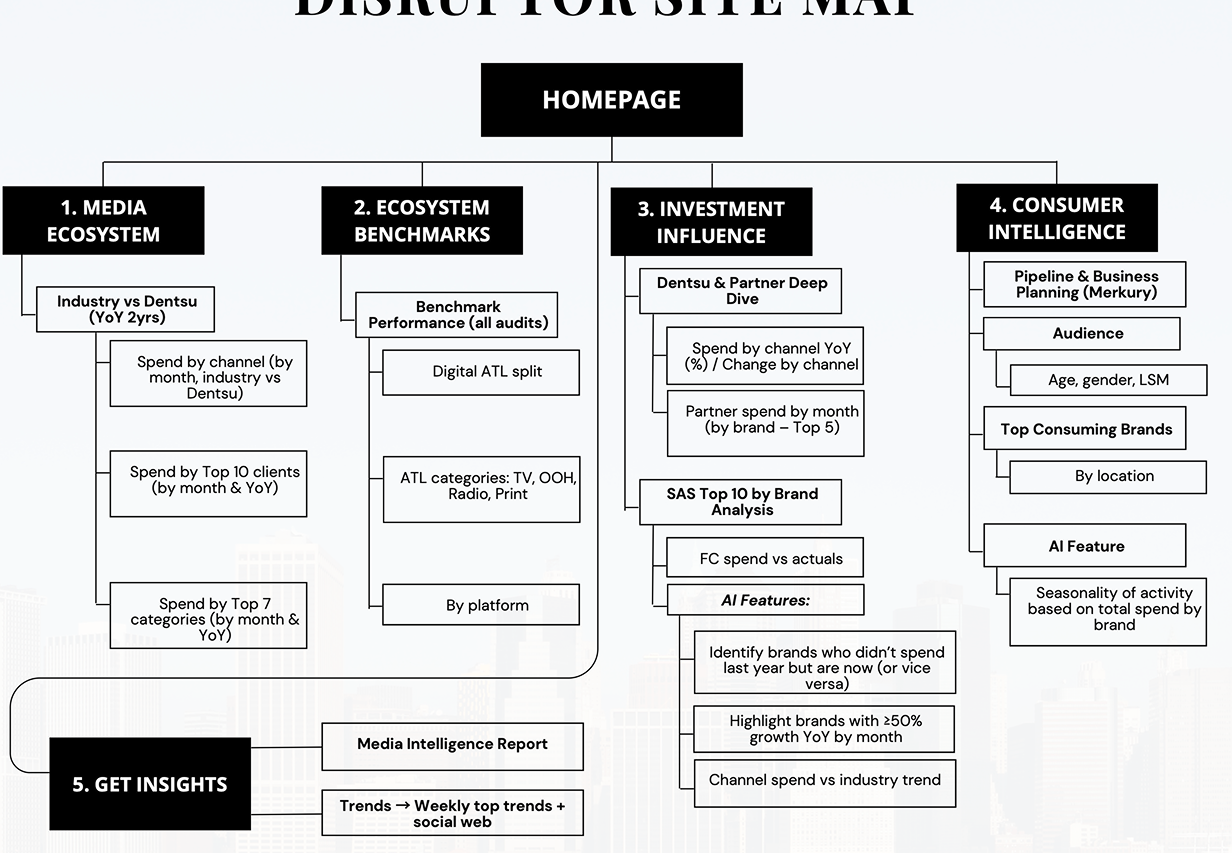 DISRUPTOR SITE MAP
HOMEPAGE
1. MEDIA
ECOSYSTEM
Industry vs Dentsu
(YoY 2yrs)
Spend by channel (by
month, industry vs
Dentsu)
Spend by Top 10 clients
(by month & YoY)
Spend by Top 7
categories (by month &
YoY)
2. ECOSYSTEM
BENCHMARKS
Benchmark
Performance (all audits)
Digital ATL split
ATL categories: TV, OOH,
Radio, Print
By platform
3. INVESTMENT
INFLUENCE
Dentsu & Partner Deep
Dive
Spend by channel YoY
(%) / Change by channel
Partner spend by month
(by brand – Top 5)
SAS Top 10 by Brand
Analysis
FC spend vs actuals
AI Features:
Identify brands who didn’t spend
last year but are now (or vice
versa)
Highlight brands with ≥50%
growth YoY by month
Channel spend vs industry trend
4. CONSUMER
INTELLIGENCE
Pipeline & Business
Planning (Merkury)
Audience
Age, gender, LSM
Top Consuming Brands
By location
AI Feature
Seasonality of activity
based on total spend by
brand
5. GET INSIGHTS
Media Intelligence Report
Trends → Weekly top trends +
social web